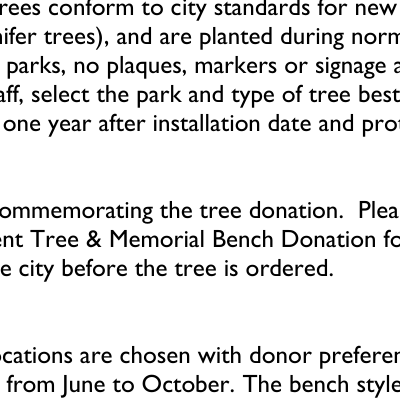 rees conform to city standards for new
nifer trees), and are planted during norm
parks, no plaques, markers or signage a
aff, select the park and type of tree best
one year after installation date and prot
ommemorating the tree donation.  Plea
ent Tree & Memorial Bench Donation fo
e city before the tree is ordered.
ocations are chosen with donor preferen
from June to October. The bench style